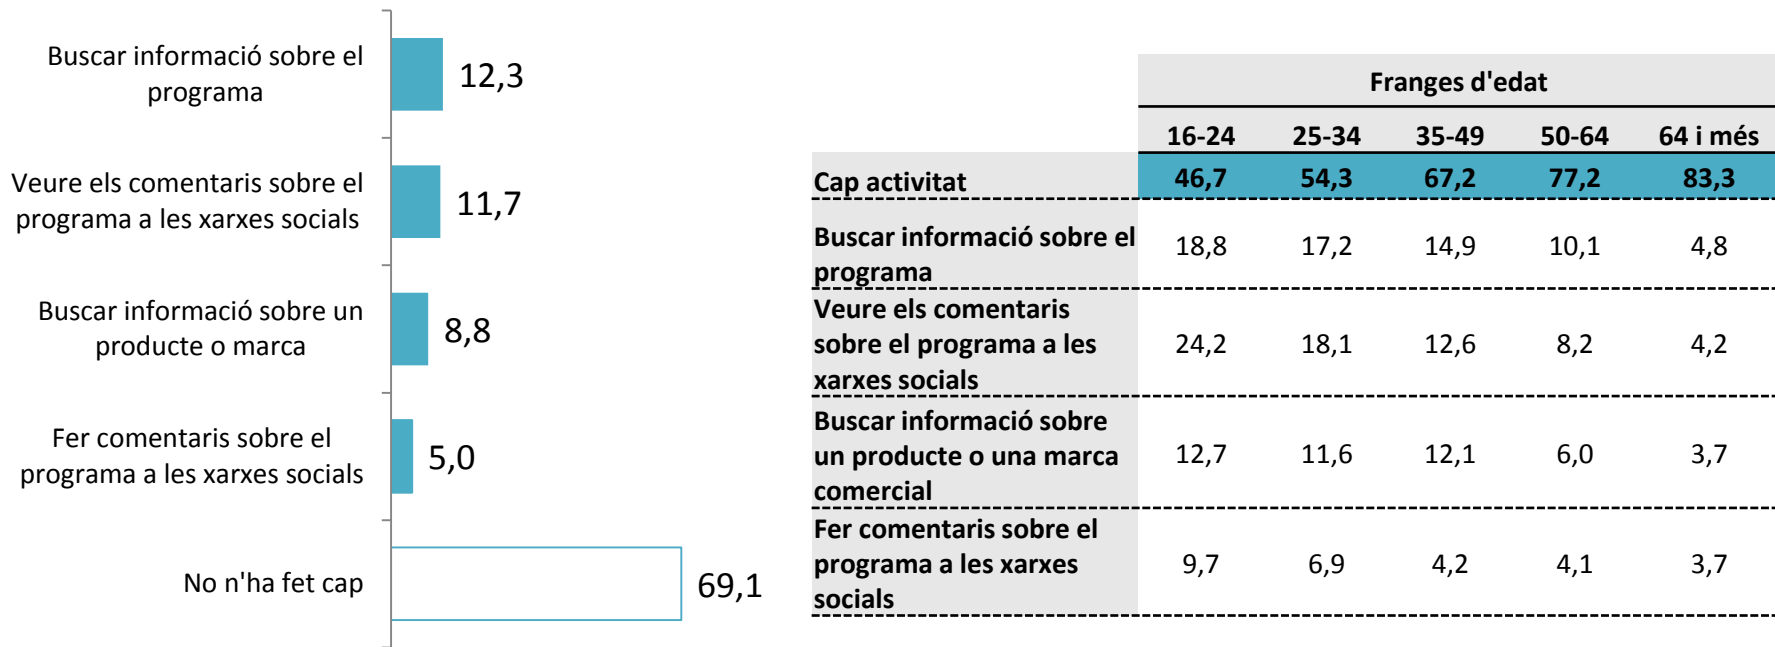 Buscar informació sobre el
programa
12,3
Veure els comentaris sobre el
programa a les xarxes socials
11,7
Buscar informació sobre un
producte o marca
8,8
Fer comentaris sobre el
programa a les xarxes socials
5,0
No n'ha fet cap
69,1
Franges d'edat
16-24 25-34 35-49 50-64 64 i més
Cap activitat 46,7 54,3 67,2 77,2 83,3
Buscar informació sobre el
programa
18,8 17,2 14,9 10,1 4,8
Veure els comentaris
sobre el programa a les
xarxes socials
24,2 18,1 12,6 8,2 4,2
Buscar informació sobre
un producte o una marca
comercial
12,7 11,6 12,1 6,0 3,7
Fer comentaris sobre el
programa a les xarxes
socials
9,7 6,9 4,2 4,1 3,7